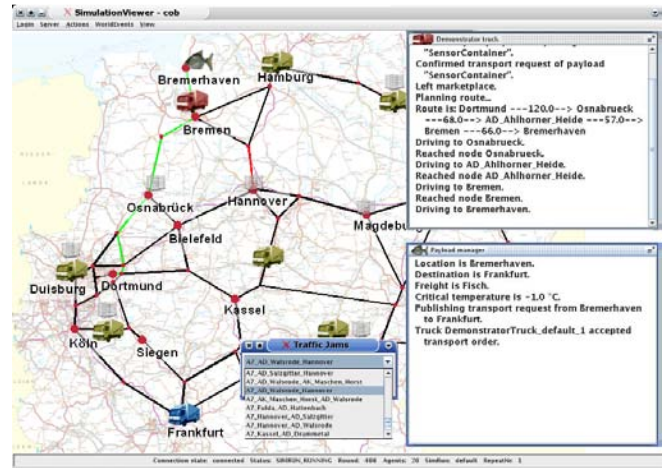 SimulationViewer - cob
Login Server Actions WorldEvents View
Bremerhaven
Hamburg
Bremen
Osnabrück
Hannover
Magdeburg
Bielefeld
Duisburg
Dortmund
Kassel
Köln
Siegen
Frankfurt
Demonstrator truck
"SensorContainer".
Confirmed transport request of payload
"SensorContainer".
Left marketplace.
Planning route...
Route is: Dortmund ---120.0--> Osnabrueck
---68.0--> AD_Ahlhorner_Heide ---57.0-->
Bremen ---66.0--> Bremerhaven
Driving to Osnabrueck.
Reached node Osnabrueck.
Driving to AD_Ahlhorner_Heide.
Reached node AD_Ahlhorner_Heide.
Driving to Bremen.
Reached node Bremen.
Driving to Bremerhaven.
Payload manager
Location is Bremerhaven.
Destination is Frankfurt.
Freight is Fisch.
Critical temperature is -1.0 °C.
Publishing transport request from Bremerhaven
to Frankfurt.
Truck DemonstratorTruck_default_1 accepted
transport order.
Traffic Jams
A7_AD_Walsrode_Hannover
A7_AD_Salzgitter_Hannover
A7_AD_Walsrode_AK_Maschen_Horst
A7_AD_Walsrode_Hannover
A7_AK_Maschen_Horst_AD_Walsrode
A7_Fulda_AD_Hattenbach
A7_Hannover_AD_Salzgitter
A7_Hannover_AD_Walsrode
A7_Kassel_AD_Drammetal
Connection state: connected Status: SIMRUN_RUNNING Round: 408 Agents: 20 SimRun: default RepeatNr: 1